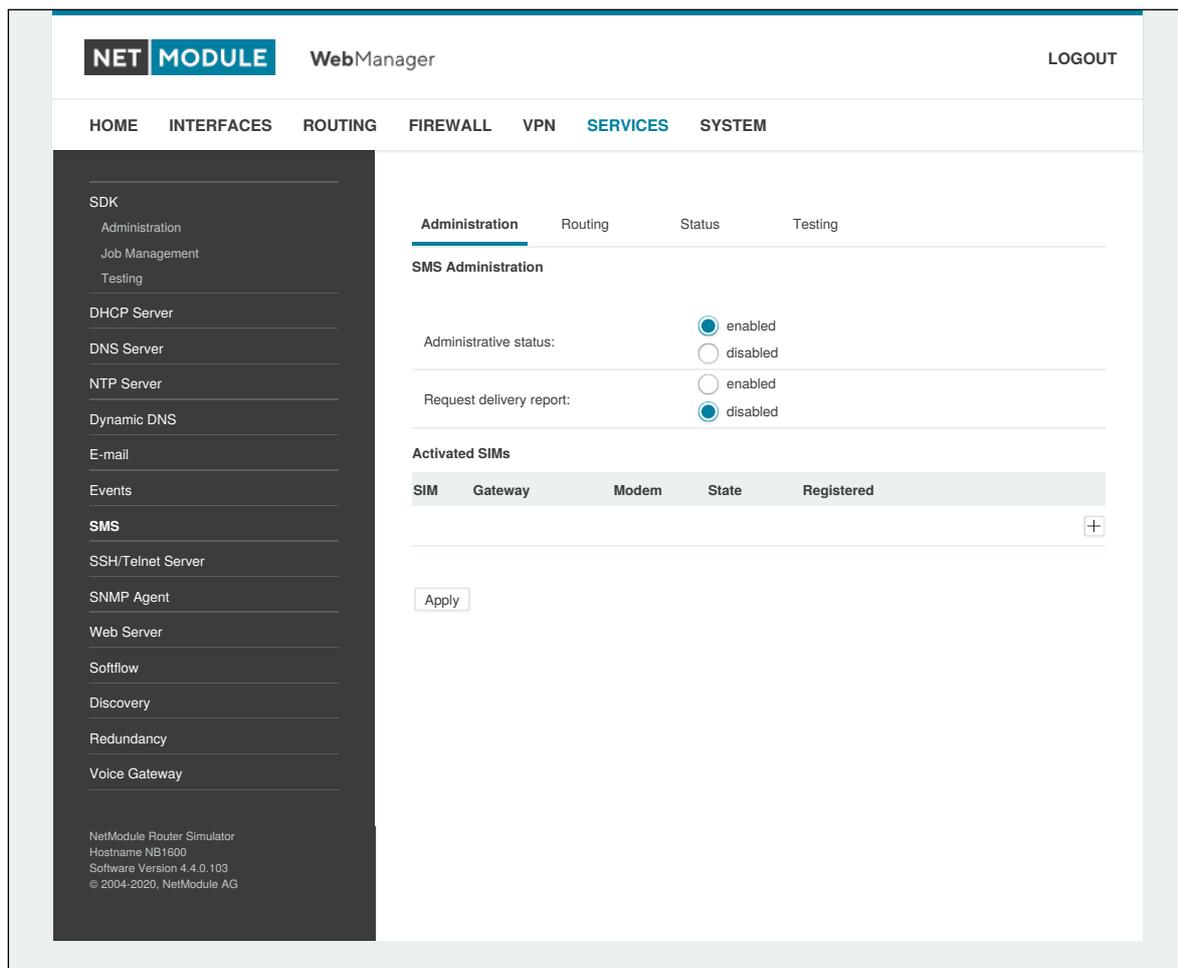 NET MODULE WebManager LOGOUT
HOME INTERFACES ROUTING FIREWALL VPN SERVICES SYSTEM
SDK
Administration
Job Management
Testing
DHCP Server
DNS Server
NTP Server
Dynamic DNS
E-mail
Events
SMS
SSH/Telnet Server
SNMP Agent
Web Server
Softflow
Discovery
Redundancy
Voice Gateway
NetModule Router Simulator
Hostname NB1600
Software Version 4.4.0.103
© 2004-2020, NetModule AG
Administration Routing Status Testing
SMS Administration
Administrative status:
enabled
disabled
Request delivery report:
enabled
disabled
Activated SIMs
SIM Gateway Modem State Registered
Apply